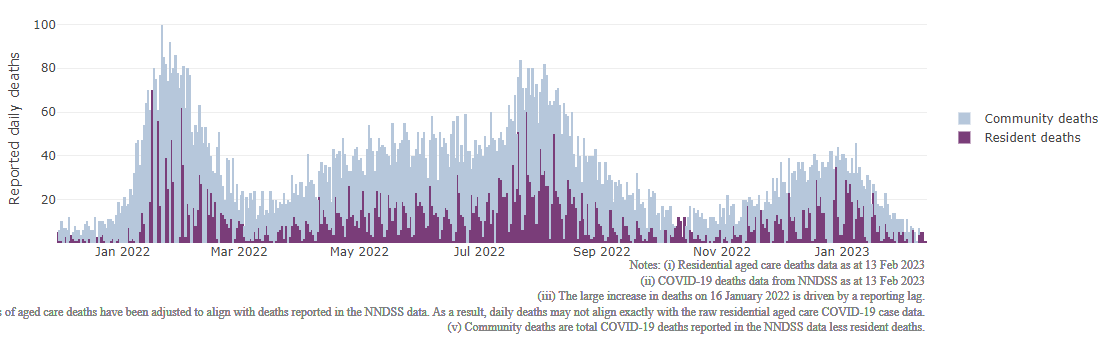 100
80
60
40
20
Reported daily deaths
Jan 2022 Mar 2022 May 2022 Jul 2022 Sep 2022 Nov 2022 Jan 2023
Community deaths
Resident deaths
Notes: (i) Residential aged care deaths data as at 13 Feb 2023
(ii) COVID-19 deaths data from NNDSS as at 13 Feb 2023
(iii) The large increase in deaths on 16 January 2022 is driven by a reporting lag.
of aged care deaths have been adjusted to align with deaths reported in the NNDSS data. As a result, daily deaths may not align exactly with the raw residential aged care COVID-19 case data.
(v) Community deaths are total COVID-19 deaths reported in the NNDSS data less resident deaths.